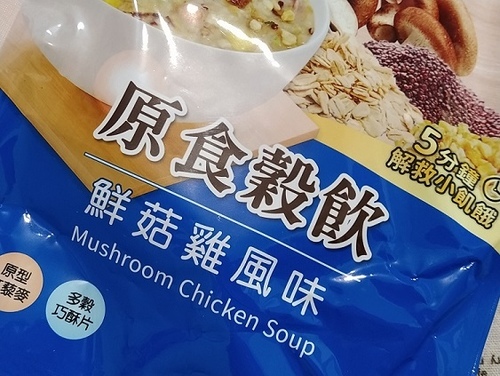 原食穀飲
5分鐘
解救小飢餓
鮮菇雞風味
Mushroom Chicken Soup
原型
藜麥
多穀
巧酥片